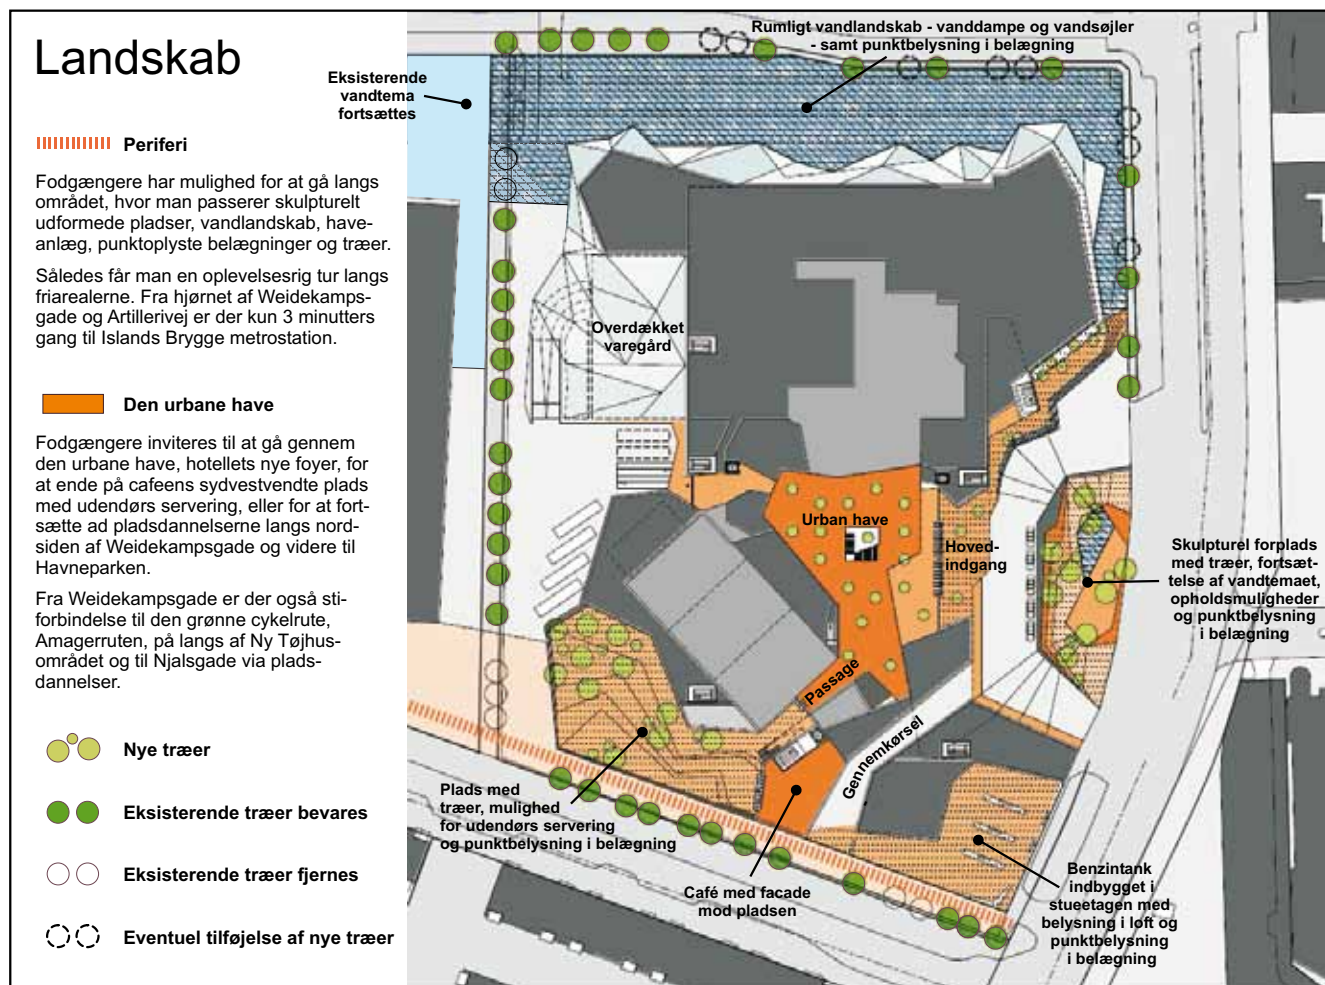 Landskab
Periferi
Fodgængere har mulighed for at gå langs
området, hvor man passerer skulpturelt
udformede pladser, vandlandskab, have-
anlæg, punktoplyste belægninger og træer.
Således får man en oplevelsesrig tur langs
friarealerne. Fra hjørnet af Weidekamps-
gade og Artillerivej er der kun 3 minutters
gang til Islands Brygge metrostation.
Den urbane have
Fodgængere inviteres til at gå gennem
den urbane have, hotellets nye foyer, for
at ende på cafeens sydvestvendte plads
med udendørs servering, eller for at fort-
sætte ad pladsdannelserne langs nord-
siden af Weidekampsgade og videre til
Havneparken.
Fra Weidekampsgade er der også sti-
forbindelse til den grønne cykelrute,
Amagerruten, på langs af Ny Tøjhus-
området og til Njalsgade via plads-
dannelser.
Nye træer
Eksisterende træer bevares
Eksisterende træer fjernes
Eventuel tilføjelse af nye træer
Eksisterende
vandtema
fortsættes
Rumligt vandlandskab - vanddampe og vandsøjler
- samt punktbelysning i belægning
Overdækket
varegård
Urban have
Hoved-
indgang
Skulpturel forplads
med træer, fortsæt-
telse af vandtemaet,
opholdsmuligheder
og punktbelysning
i belægning
Passage
Gennemkørsel
Plads med
træer, mulighed
for udendørs servering
og punktbelysning i belægning
Café med facade
mod pladsen
Benzintank
indbygget i
stueetagen med
belysning i loft og
punktbelysning
i belægning